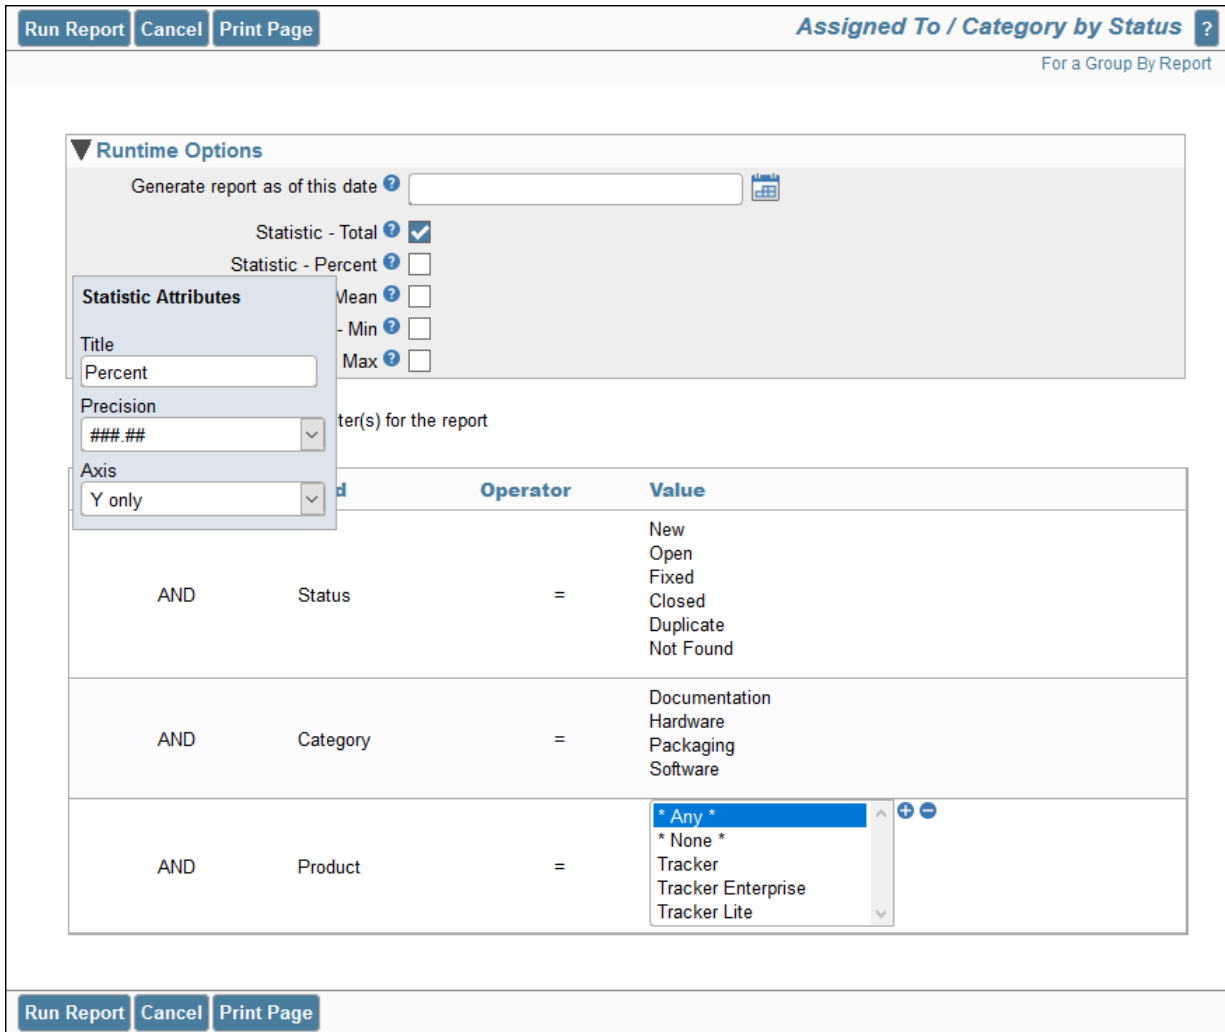 Run Report Cancel Print Page Assigned To / Category by Status ?
For a Group By Report
Runtime Options
Generate report as of this date ?
Statistic - Total ?
Statistic - Percent ?
Mean ?
- Min ?
Max ?
Statistic Attributes
Title
Percent
Precision
###.##
Axis
Y only
ter(s) for the report
d Operator Value
AND Status =
New
Open
Fixed
Closed
Duplicate
Not Found
AND Category =
Documentation
Hardware
Packaging
Software
AND Product =
* Any *
* None *
Tracker
Tracker Enterprise
Tracker Lite
Run Report Cancel Print Page